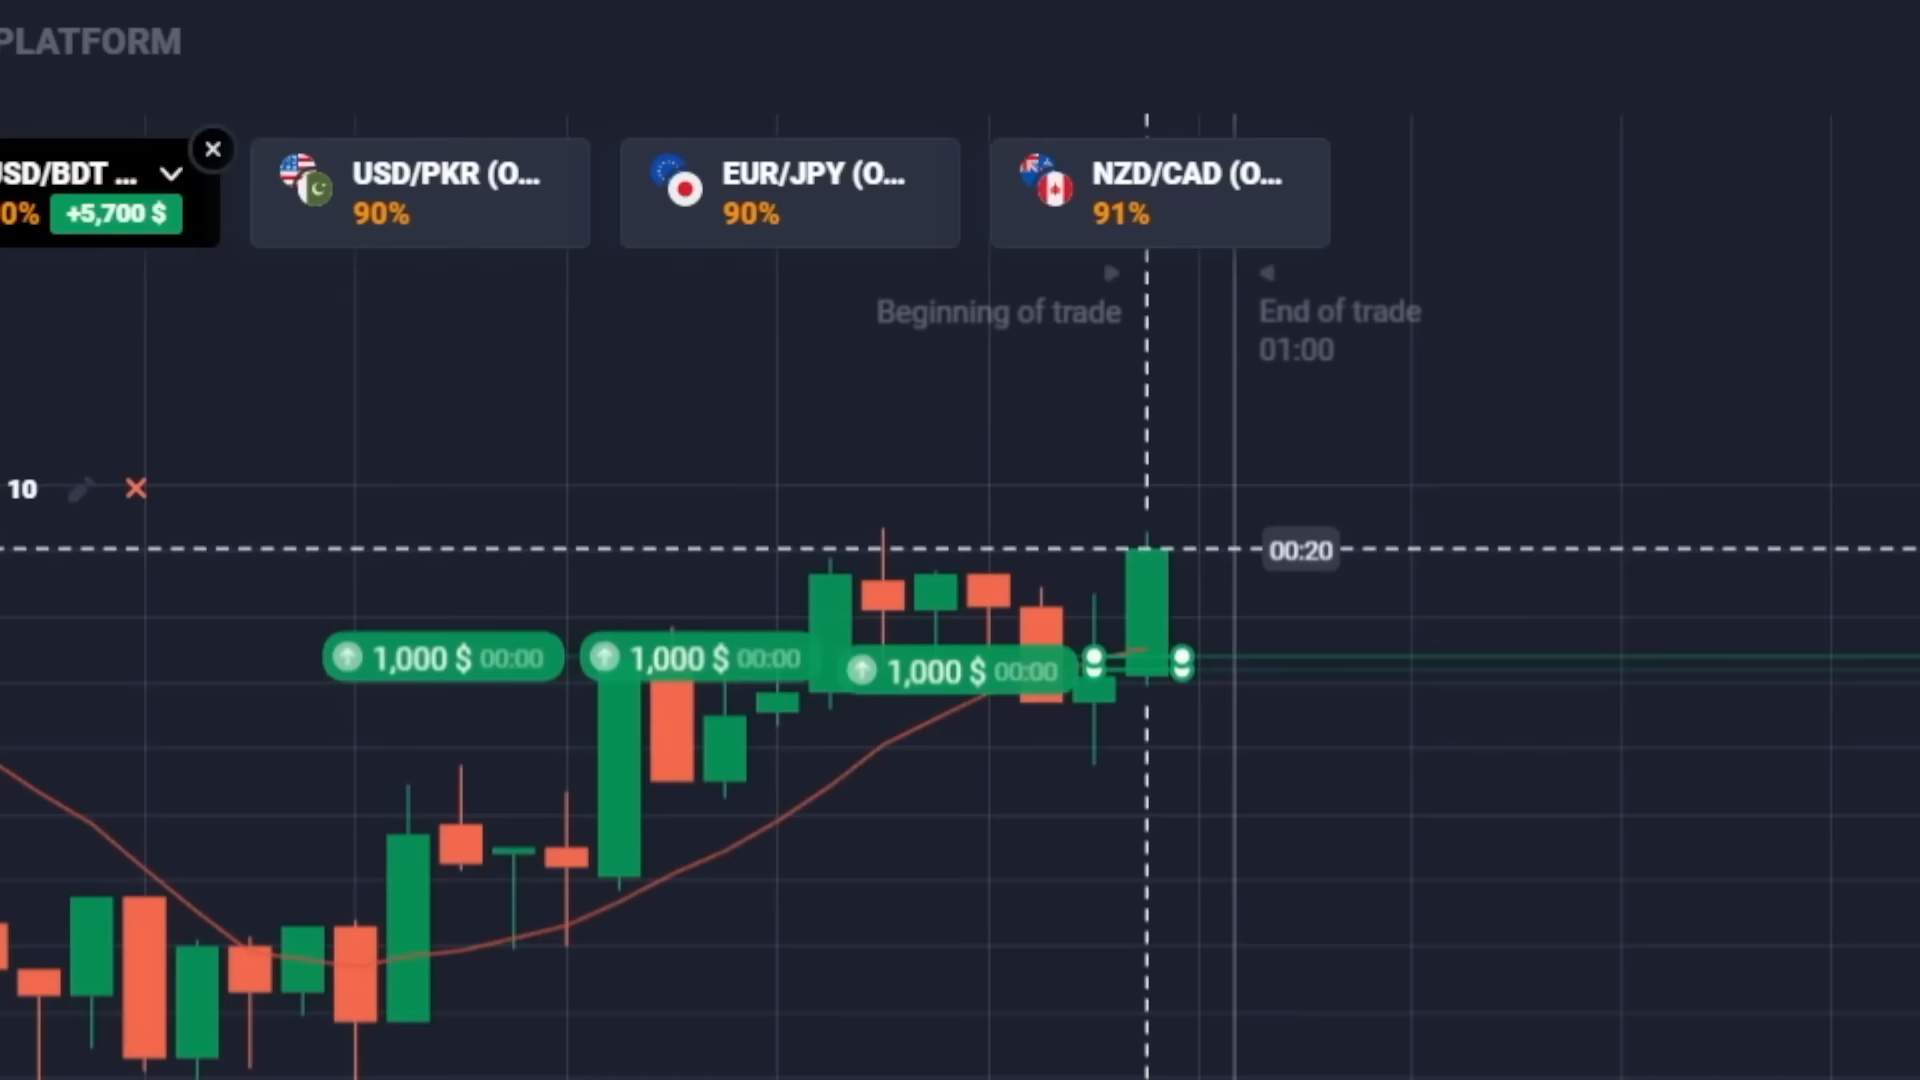 PLATFORM
USD/BDT ...
0% +5,700 $
USD/PKR (O...
90%
EUR/JPY (O...
90%
NZD/CAD (O...
91%
Beginning of trade
End of trade
01:00
10
00:20
1,000 $ 00:00
1,000 $ 00:00
1,000 $ 00:00